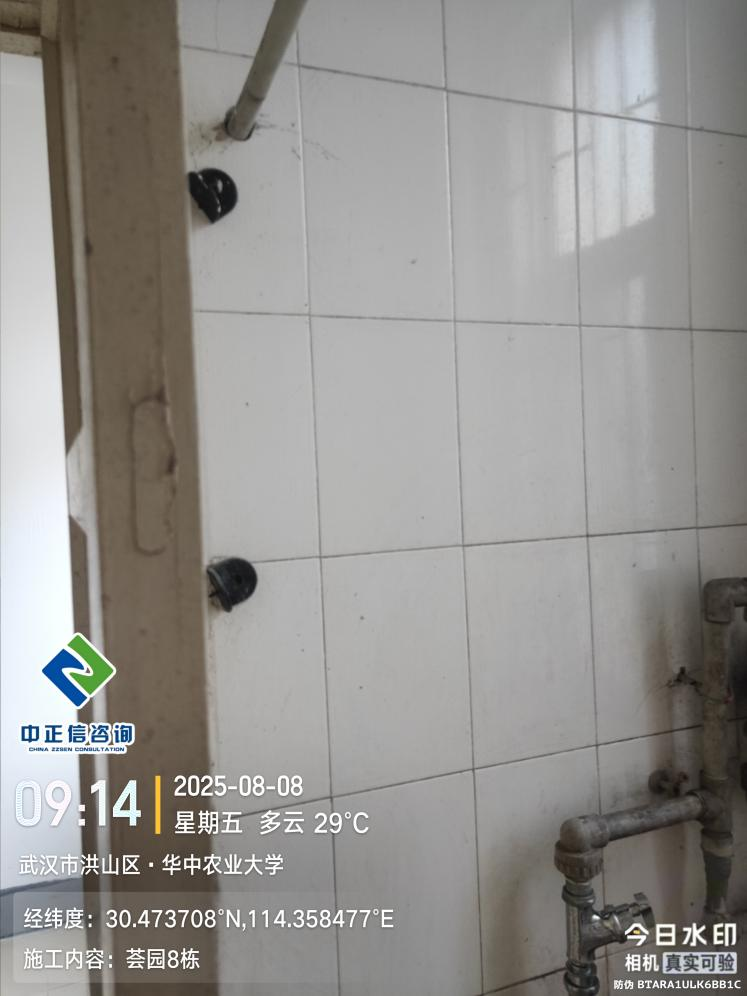 中正信咨询
CHINA ZZSEN CONSULTATION
09:14
2025-08-08
星期五 多云 29℃
武汉市洪山区·华中农业大学
经纬度：30.473708°N,114.358477°E
施工内容：荟园8栋
今日水印
相机 真实可验
防伪 BTARA1ULK6BB1C